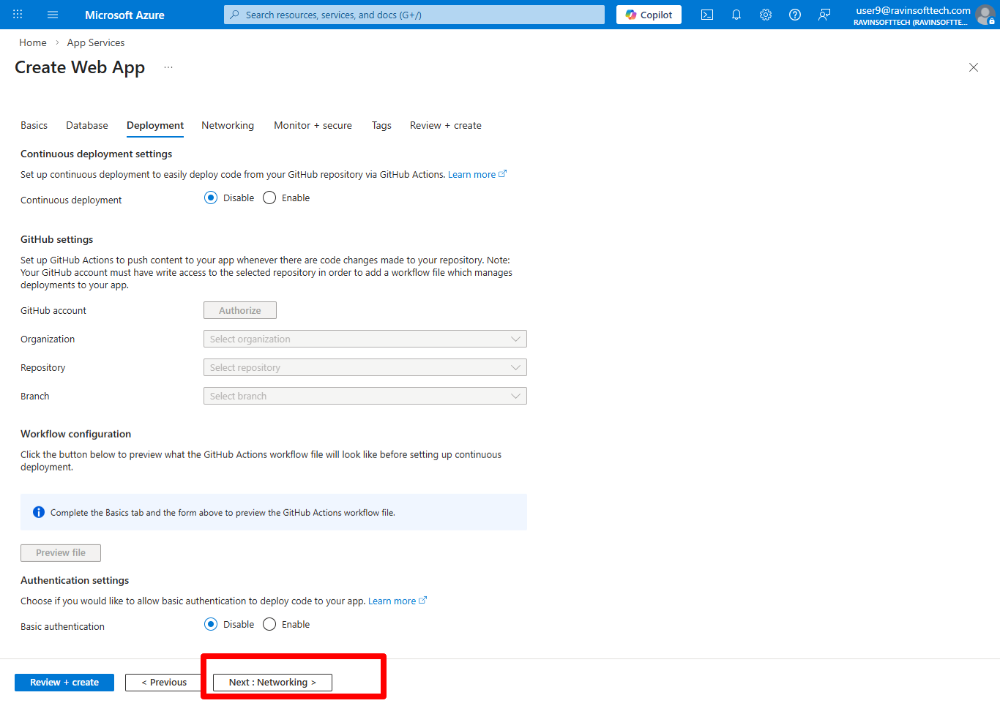 Microsoft Azure
Search resources, services, and docs (G+/)
Copilot
user9@ravinsofttech.com
RAVINSOFTTECH (RAVINSOFTTE...
Home > App Services
Create Web App ...
Basics Database Deployment Networking Monitor + secure Tags Review + create
Continuous deployment settings
Set up continuous deployment to easily deploy code from your GitHub repository via GitHub Actions. Learn more
Continuous deployment Disable Enable
GitHub settings
Set up GitHub Actions to push content to your app whenever there are code changes made to your repository. Note:
Your GitHub account must have write access to the selected repository in order to add a workflow file which manages
deployments to your app.
GitHub account Authorize
Organization Select organization
Repository Select repository
Branch Select branch
Workflow configuration
Click the button below to preview what the GitHub Actions workflow file will look like before setting up continuous
deployment.
Complete the Basics tab and the form above to preview the GitHub Actions workflow file.
Preview file
Authentication settings
Choose if you would like to allow basic authentication to deploy code to your app. Learn more
Basic authentication Disable Enable
Review + create < Previous Next : Networking >